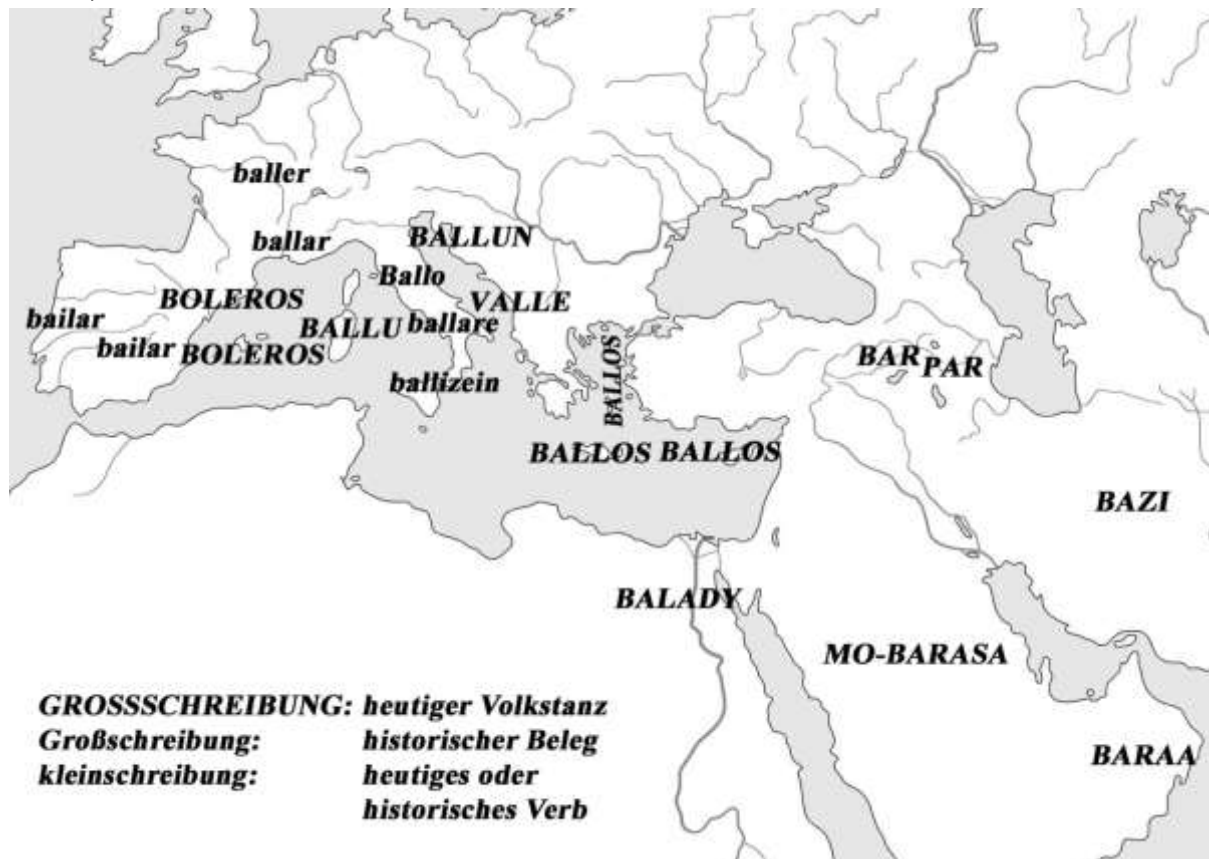 baller
ballar
BALLUN
Ballo
BOLEROS
VALLE
bailar
BALLU
ballare
bailar
BOLEROS
BAR
PAR
ballizein
BALLOS
BALLOS
BALLOS
BAZI
BALADY
MO-BARASA
BARAA
GROSSSCHREIBUNG: heutiger Volkstanz
Großschreibung: historischer Beleg
kleinschreibung: heutiges oder
historisches Verb